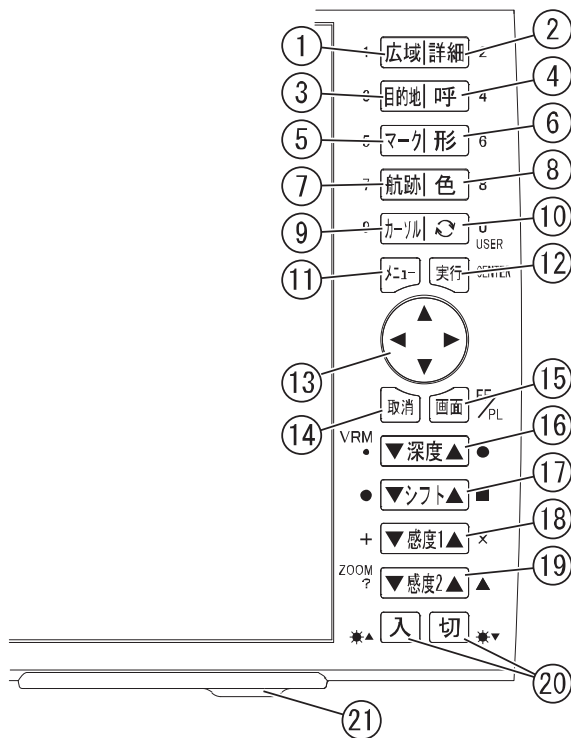 ① 1 広域 詳細 2 ②
③ 3 目的地 呼 4 ④
⑤ 5 マーク 形 6 ⑥
⑦ 7 航跡 色 8 ⑧
⑨ 9 カーソル 0 ⑩
USER
⑪ メニュー 実行 CENTER ⑫
⑬
⑭ 取消 画面 FF/PL ⑮
VRM ▼深度▲ ● ⑯
● ▼シフト▲ ■ ⑰
+ ▼感度1▲ × ⑱
ZOOM
? ▼感度2▲ ▲ ⑲
▲ 入 切 ▼ ⑳
㉑